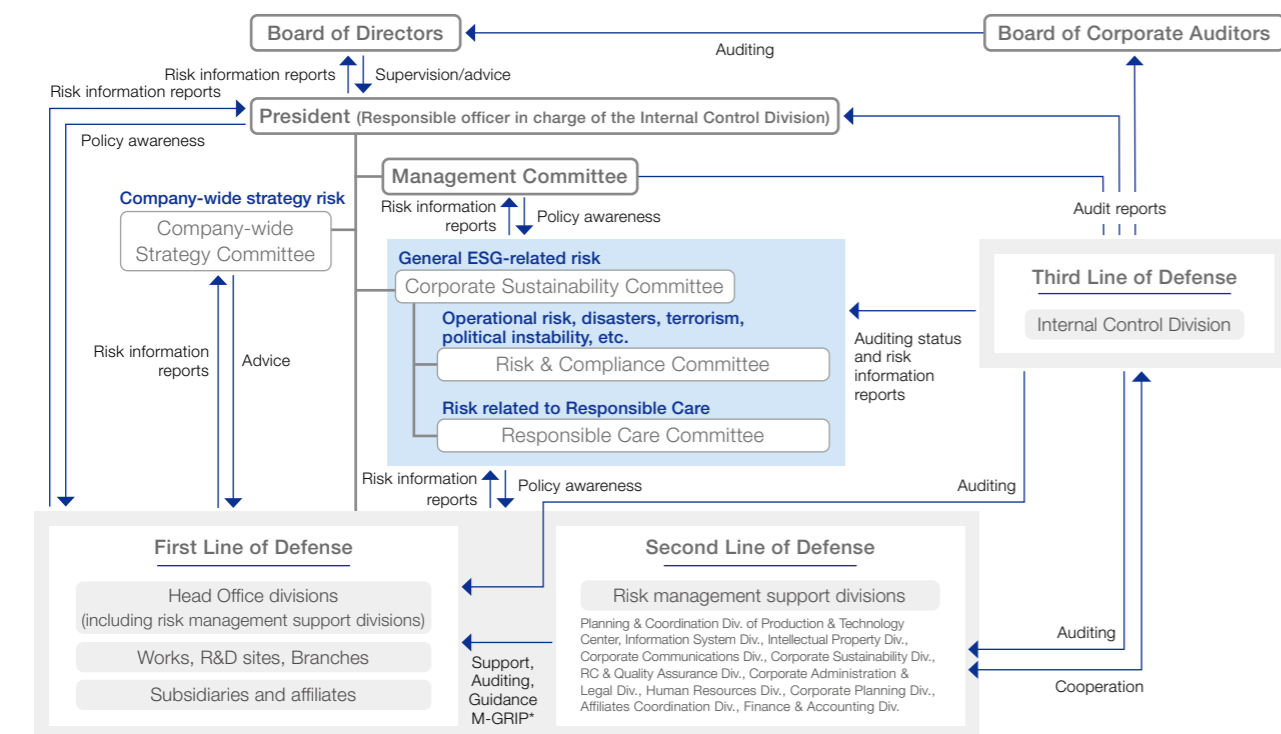 Board of Directors
Board of Corporate Auditors
Auditing
Risk information reports
Supervision/advice
Risk information reports
President (Responsible officer in charge of the Internal Control Division)
Policy awareness
Management Committee
Company-wide strategy risk
Company-wide
Strategy Committee
Risk information
reports
Policy awareness
Audit reports
General ESG-related risk
Corporate Sustainability Committee
Operational risk, disasters, terrorism,
political instability, etc.
Risk & Compliance Committee
Risk related to Responsible Care
Responsible Care Committee
Third Line of Defense
Internal Control Division
Auditing status
and risk
information
reports
Risk information
reports
Advice
Risk information
reports
Policy awareness
Auditing
First Line of Defense
Head Office divisions
(including risk management support divisions)
Works, R&D sites, Branches
Subsidiaries and affiliates
Support,
Auditing,
Guidance
M-GRIP*
Second Line of Defense
Risk management support divisions
Planning & Coordination Div. of Production & Technology
Center, Information System Div., Intellectual Property Div.,
Corporate Communications Div., Corporate Sustainability Div.,
RC & Quality Assurance Div., Corporate Administration &
Legal Div., Human Resources Div., Corporate Planning Div.,
Affiliates Coordination Div., Finance & Accounting Div.
Auditing
Cooperation